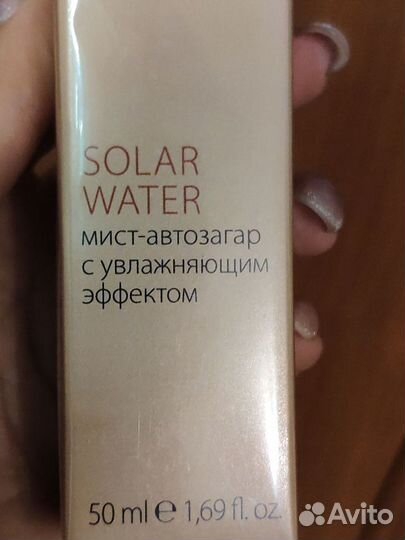 SOLAR
WATER
мист-автозагар
с увлажняющим
эффектом
50 ml e 1,69 fl. oz.
Avito